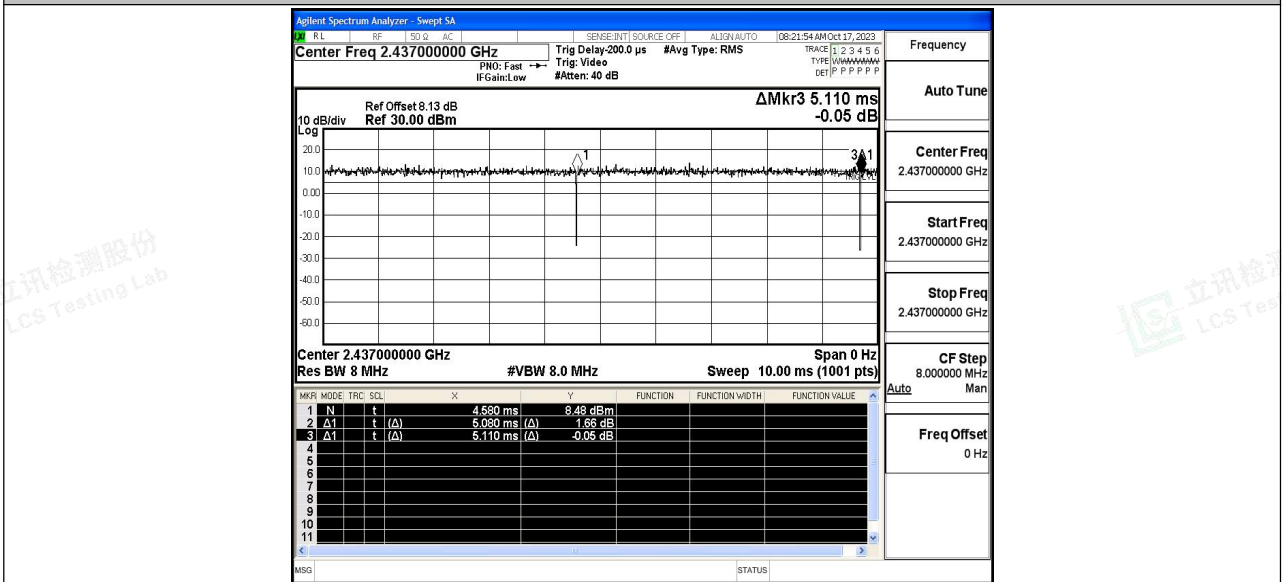 Agilent Spectrum Analyzer - Swept SA
LXI RL RF 50 Ω AC SENSE:INT SOURCE OFF ALIGN AUTO 08:21:54 AM Oct 17, 2023
Center Freq 2.437000000 GHz
PNO: Fast
IFGain:Low
Trig Delay-200.0 µs
Trig: Video
#Atten: 40 dB
#Avg Type: RMS
TRACE 1 2 3 4 5 6
TYPE WWWWWW
DET P P P P P P
Frequency
Auto Tune
ΔMkr3 5.110 ms
-0.05 dB
Ref Offset 8.13 dB
10 dB/div Ref 30.00 dBm
Log
20.0
10.0
0.00
-10.0
-20.0
-30.0
-40.0
-50.0
-60.0
1
3Δ1
TRIG LVL
Center Freq
2.437000000 GHz
Start Freq
2.437000000 GHz
Stop Freq
2.437000000 GHz
CF Step
8.000000 MHz
Auto Man
Freq Offset
0 Hz
Center 2.437000000 GHz Span 0 Hz
Res BW 8 MHz #VBW 8.0 MHz Sweep 10.00 ms (1001 pts)
MKR MODE TRC SCL X Y FUNCTION FUNCTION WIDTH FUNCTION VALUE
1 N t 4.580 ms 8.48 dBm
2 Δ1 t (Δ) 5.080 ms (Δ) 1.66 dB
3 Δ1 t (Δ) 5.110 ms (Δ) -0.05 dB
4
5
6
7
8
9
10
11
MSG STATUS
立讯检测股份
LCS Testing Lab
立讯检测
LCS Tes